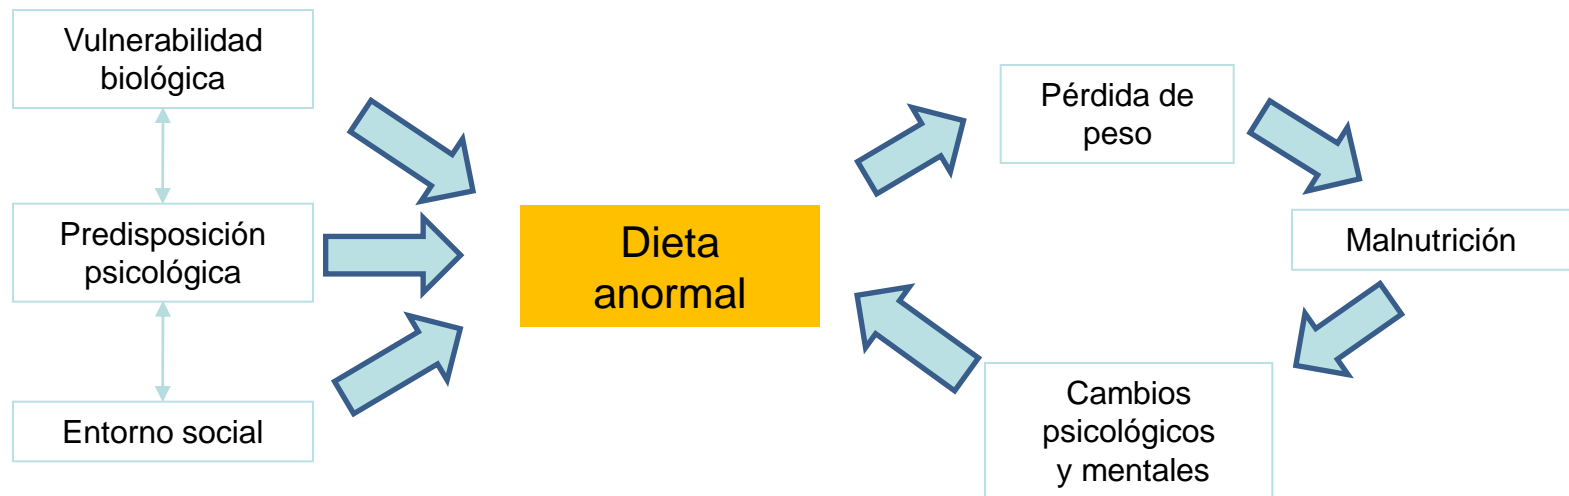 Vulnerabilidad
biológica
Predisposición
psicológica
Entorno social
Dieta
anormal
Pérdida de
peso
Malnutrición
Cambios
psicológicos
y mentales